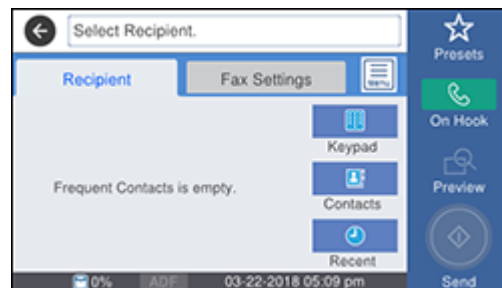 Select Recipient.
Presets
Recipient
Fax Settings
Menu
On Hook
Keypad
Preview
Frequent Contacts is empty.
Contacts
Recent
0%
ADF
03-22-2018 05:09 pm
Send